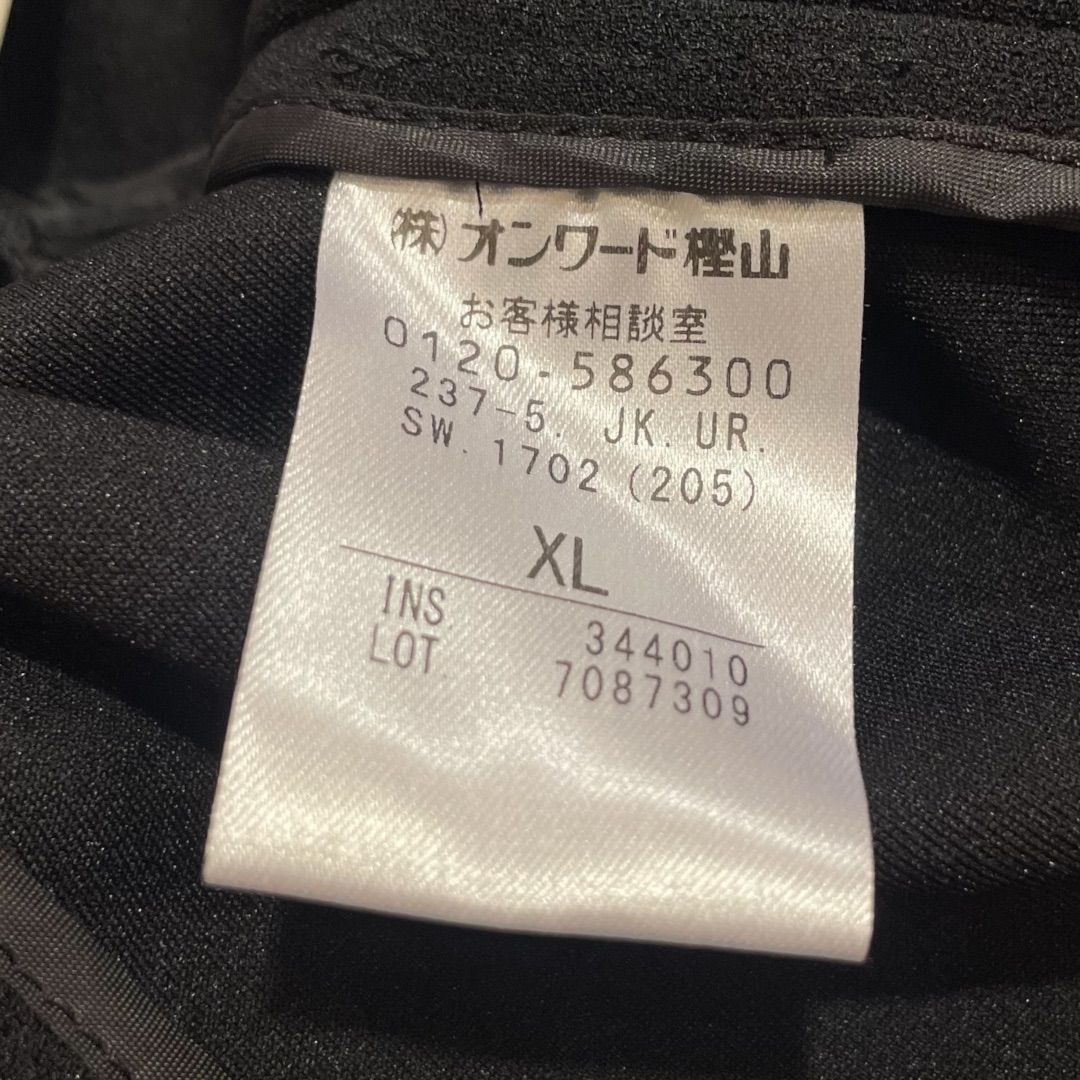 (株)オンワード樫山
お客様相談室
0120-586300
237-5. JK. UR.
SW. 1702 (205)
XL
INS. 344010
LOT. 7087309